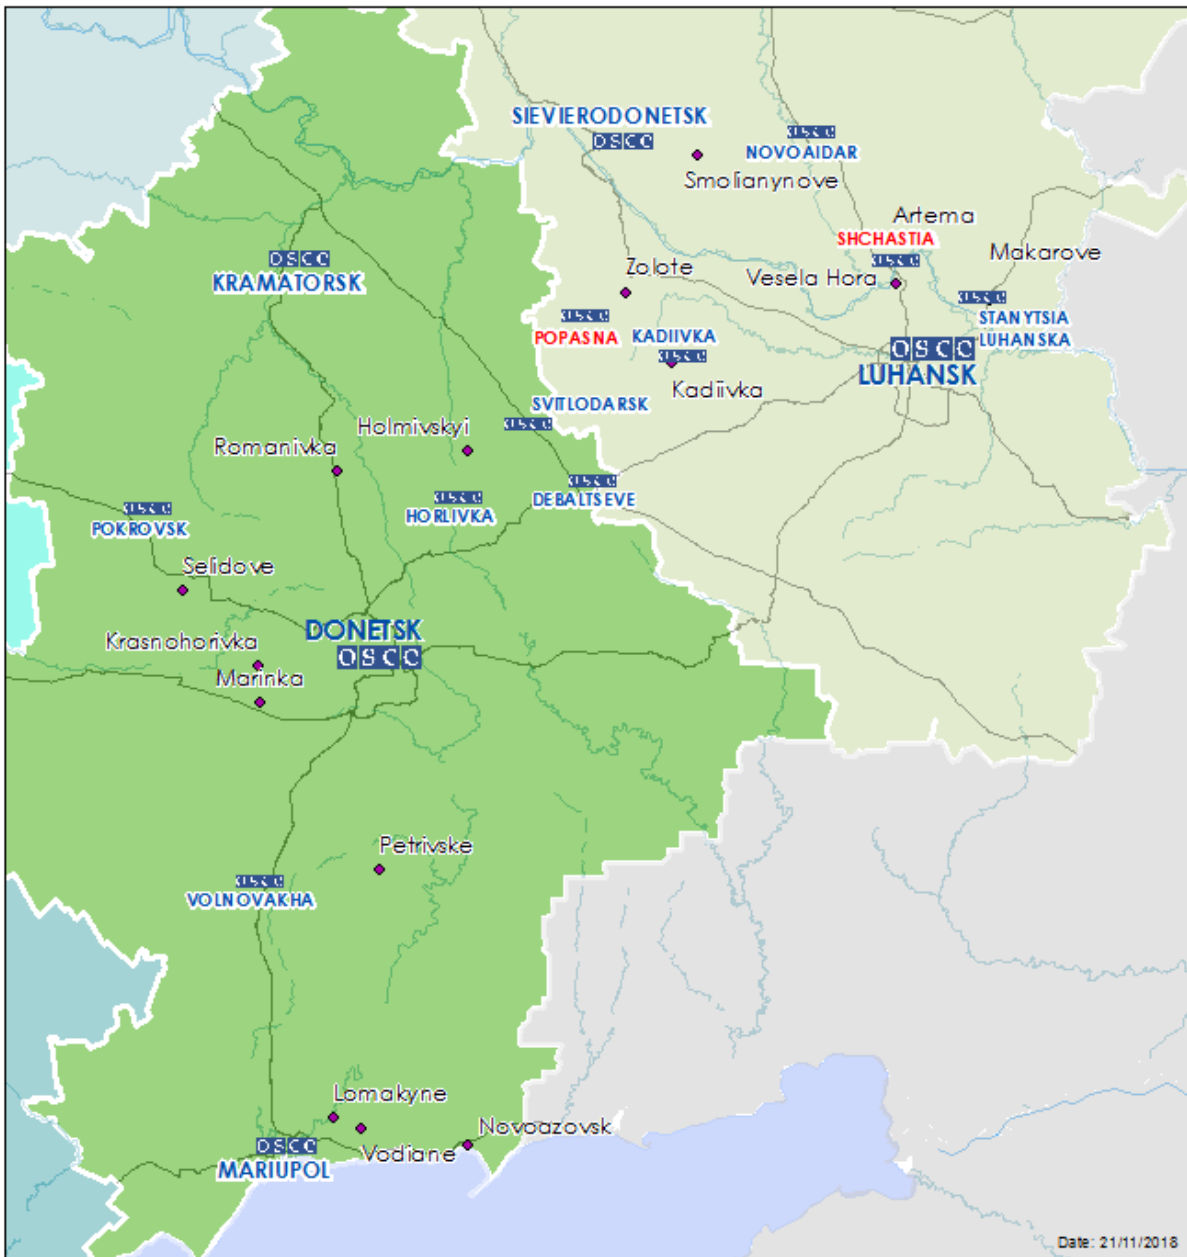 SIEVIERODONETSK
OSCE
OSCE
NOVOAIDAR
Smolianynove
Artema
SHCHASTIA
OSCE
Makarove
OSCE
KRAMATORSK
Zolote
Vesela Hora
OSCE
STANYTSIA
LUHANSKA
OSCE
POPASNA
KADIIVKA
OSCE
Kadiivka
OSCE
LUHANSK
SVITLODARSK
OSCE
Holmivskyi
Romanivka
OSCE
DEBALTSEVE
OSCE
HORLIVKA
OSCE
POKROVSK
Selidove
DONETSK
OSCE
Krasnohorivka
Marinka
Petrivske
OSCE
VOLNOVAKHA
Lomakyne
Vodiane
Novoazovsk
OSCE
MARIUPOL
Date: 21/11/2018